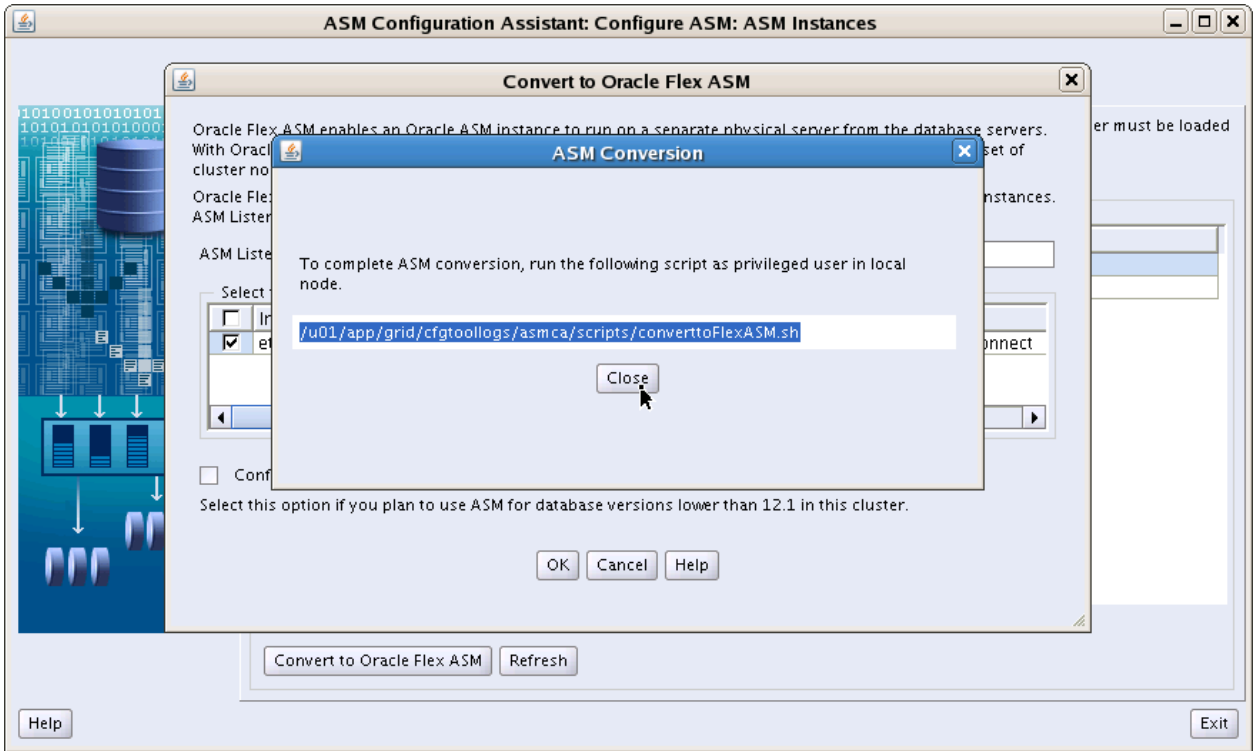 ASM Configuration Assistant: Configure ASM: ASM Instances
Convert to Oracle Flex ASM
Oracle Flex ASM enables an Oracle ASM instance to run on a separate physical server from the database servers.
er must be loaded
With Oracl
set of
cluster no
Oracle Fle
nstances.
ASM Listen
ASM Liste
Select
In
et
onnect
ASM Conversion
To complete ASM conversion, run the following script as privileged user in local
node.
/u01/app/grid/cfgtoollogs/asmca/scripts/converttoFlexASM.sh
Close
Conf
Select this option if you plan to use ASM for database versions lower than 12.1 in this cluster.
OK Cancel Help
Convert to Oracle Flex ASM Refresh
Help Exit